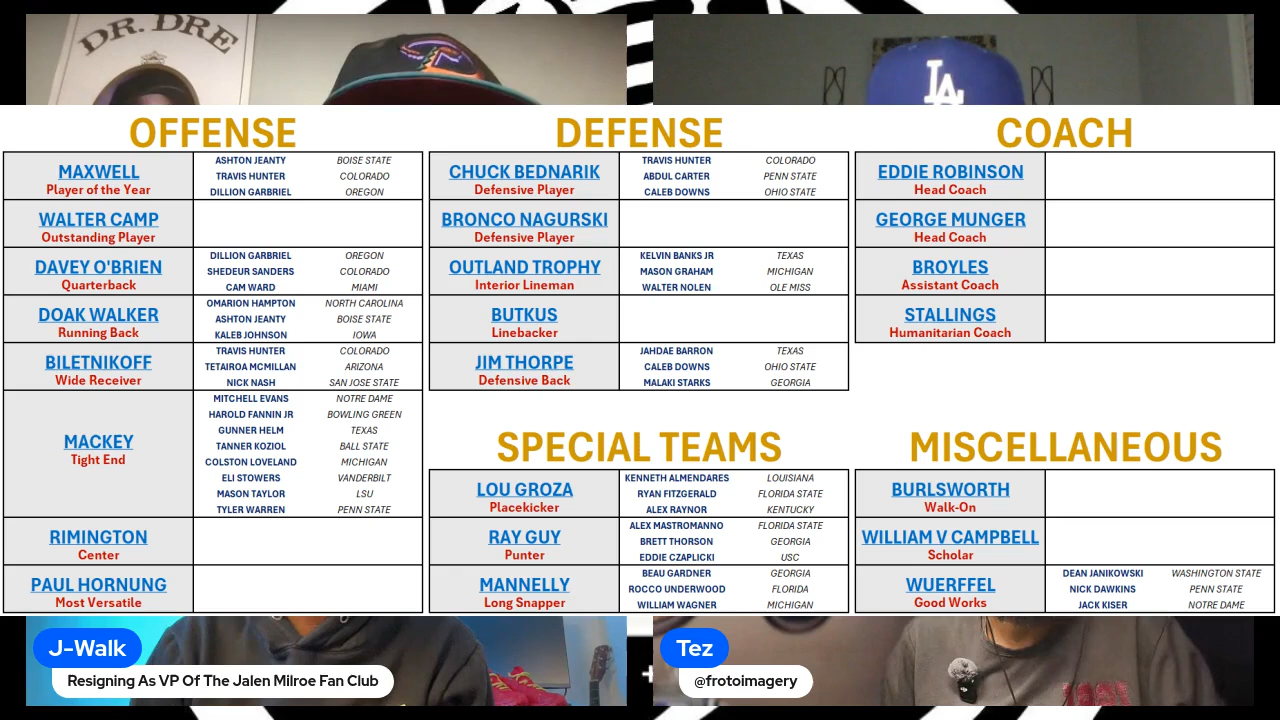 DR. DRE
LA
OFFENSE
MAXWELL
Player of the Year
ASHTON JEANTY BOISE STATE
TRAVIS HUNTER COLORADO
DILLION GARBRIEL OREGON
WALTER CAMP
Outstanding Player
DAVEY O'BRIEN
Quarterback
DILLION GARBRIEL OREGON
SHEDEUR SANDERS COLORADO
CAM WARD MIAMI
DOAK WALKER
Running Back
OMARION HAMPTON NORTH CAROLINA
ASHTON JEANTY BOISE STATE
KALEB JOHNSON IOWA
BILETNIKOFF
Wide Receiver
TRAVIS HUNTER COLORADO
TETAIROA MCMILLAN ARIZONA
NICK NASH SAN JOSE STATE
MACKEY
Tight End
MITCHELL EVANS NOTRE DAME
HAROLD FANNIN JR BOWLING GREEN
GUNNER HELM TEXAS
TANNER KOZIOL BALL STATE
COLSTON LOVELAND MICHIGAN
ELI STOWERS VANDERBILT
MASON TAYLOR LSU
TYLER WARREN PENN STATE
RIMINGTON
Center
PAUL HORNUNG
Most Versatile
DEFENSE
CHUCK BEDNARIK
Defensive Player
TRAVIS HUNTER COLORADO
ABDUL CARTER PENN STATE
CALEB DOWNS OHIO STATE
BRONCO NAGURSKI
Defensive Player
OUTLAND TROPHY
Interior Lineman
KELVIN BANKS JR TEXAS
MASON GRAHAM MICHIGAN
WALTER NOLEN OLE MISS
BUTKUS
Linebacker
JIM THORPE
Defensive Back
JAHDAE BARRON TEXAS
CALEB DOWNS OHIO STATE
MALAKI STARKS GEORGIA
SPECIAL TEAMS
LOU GROZA
Placekicker
KENNETH ALMENDARES LOUISIANA
RYAN FITZGERALD FLORIDA STATE
ALEX RAYNOR KENTUCKY
RAY GUY
Punter
ALEX MASTROMANNO FLORIDA STATE
BRETT THORSON GEORGIA
EDDIE CZAPLICKI USC
MANNELLY
Long Snapper
BEAU GARDNER GEORGIA
ROCCO UNDERWOOD FLORIDA
WILLIAM WAGNER MICHIGAN
COACH
EDDIE ROBINSON
Head Coach
GEORGE MUNGER
Head Coach
BROYLES
Assistant Coach
STALLINGS
Humanitarian Coach
MISCELLANEOUS
BURLSWORTH
Walk-On
WILLIAM V CAMPBELL
Scholar
WUERFFEL
Good Works
DEAN JANIKOWSKI WASHINGTON STATE
NICK DAWKINS PENN STATE
JACK KISER NOTRE DAME
J-Walk
Resigning As VP Of The Jalen Milroe Fan Club
Tez
@frotoimagery